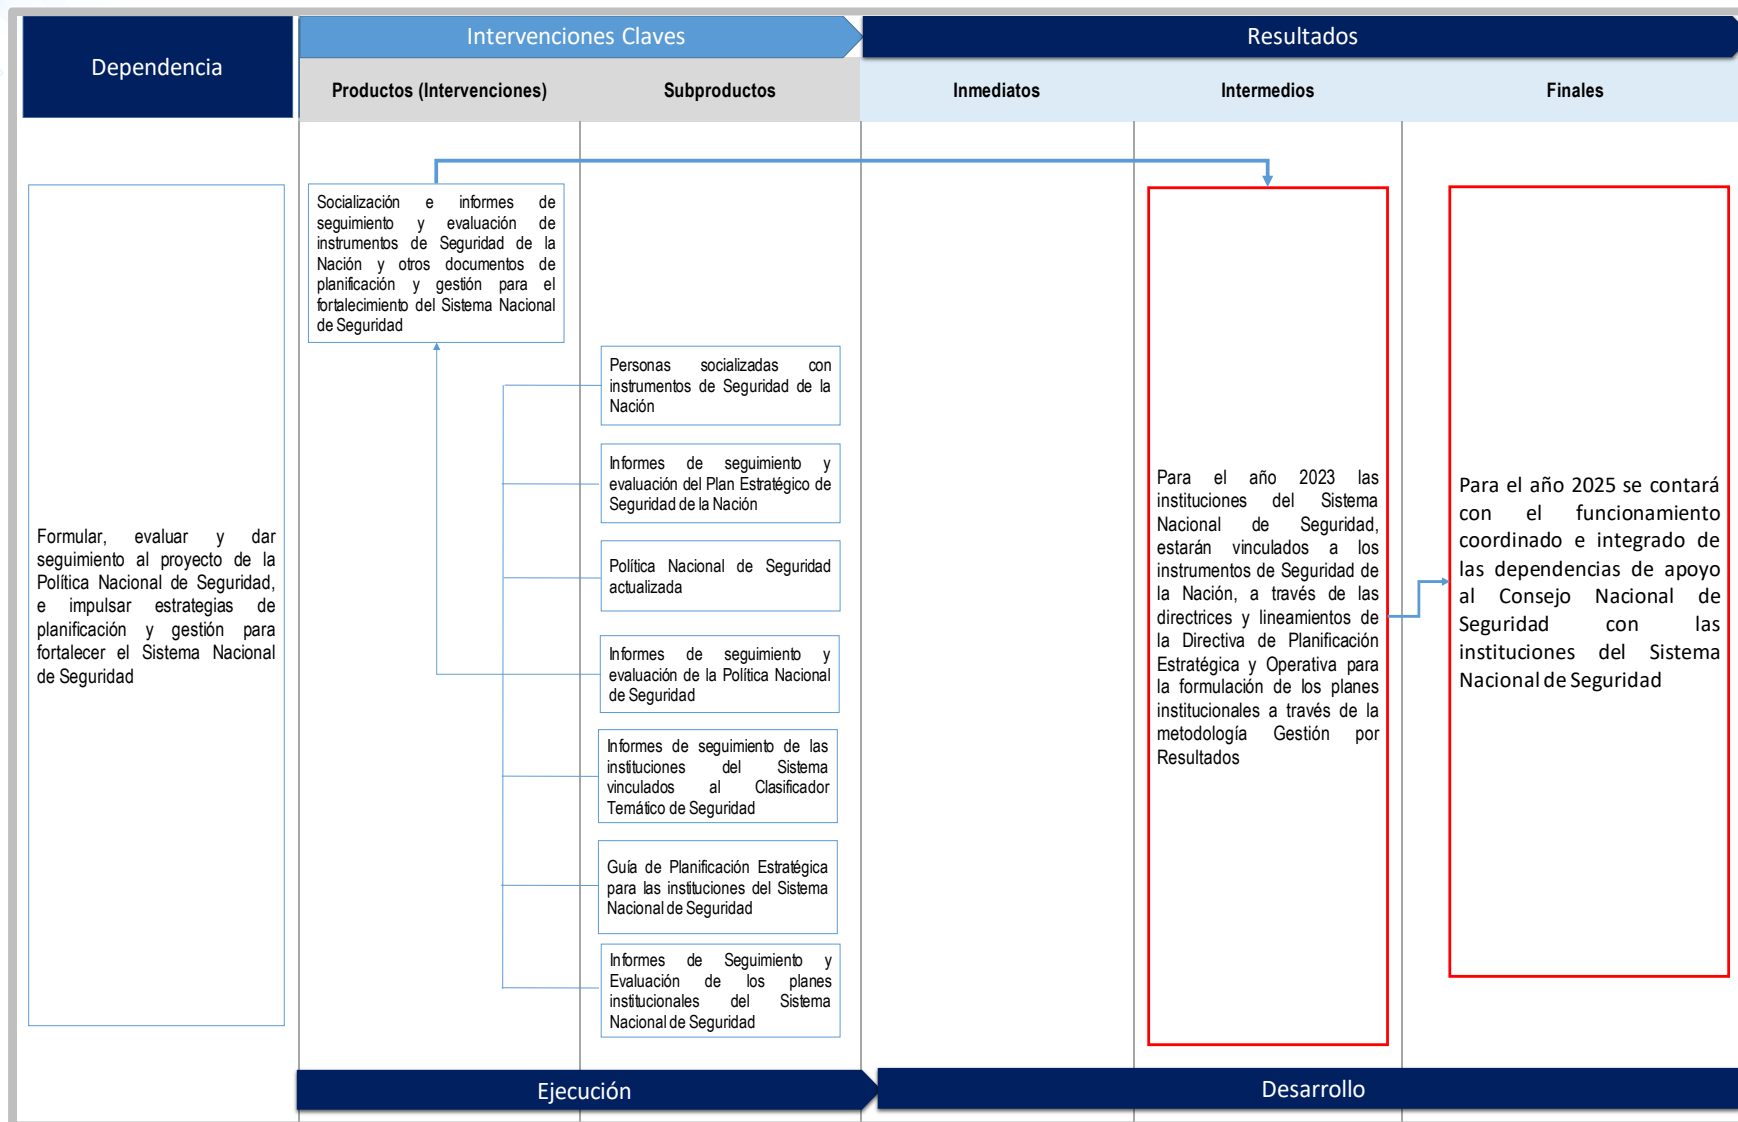 Dependencia
Intervenciones Claves
Resultados
Productos (Intervenciones)
Subproductos
Inmediatos
Intermedios
Finales
Formular, evaluar y dar
seguimiento al proyecto de la
Política Nacional de Seguridad,
e impulsar estrategias de
planificación y gestión para
fortalecer el Sistema Nacional
de Seguridad
Socialización e informes de
seguimiento y evaluación de
instrumentos de Seguridad de la
Nación y otros documentos de
planificación y gestión para el
fortalecimiento del Sistema Nacional
de Seguridad
Personas socializadas con
instrumentos de Seguridad de la
Nación
Informes de seguimiento y
evaluación del Plan Estratégico de
Seguridad de la Nación
Política Nacional de Seguridad
actualizada
Informes de seguimiento y
evaluación de la Política Nacional
de Seguridad
Informes de seguimiento de las
instituciones del Sistema
vinculados al Clasificador
Temático de Seguridad
Guía de Planificación Estratégica
para las instituciones del Sistema
Nacional de Seguridad
Informes de Seguimiento y
Evaluación de los planes
institucionales del Sistema
Nacional de Seguridad
Para el año 2023 las
instituciones del Sistema
Nacional de Seguridad,
estarán vinculados a los
instrumentos de Seguridad de
la Nación, a través de las
directrices y lineamientos de
la Directiva de Planificación
Estratégica y Operativa para
la formulación de los planes
institucionales a través de la
metodología Gestión por
Resultados
Para el año 2025 se contará
con el funcionamiento
coordinado e integrado de
las dependencias de apoyo
al Consejo Nacional de
Seguridad con las
instituciones del Sistema
Nacional de Seguridad
Ejecución
Desarrollo